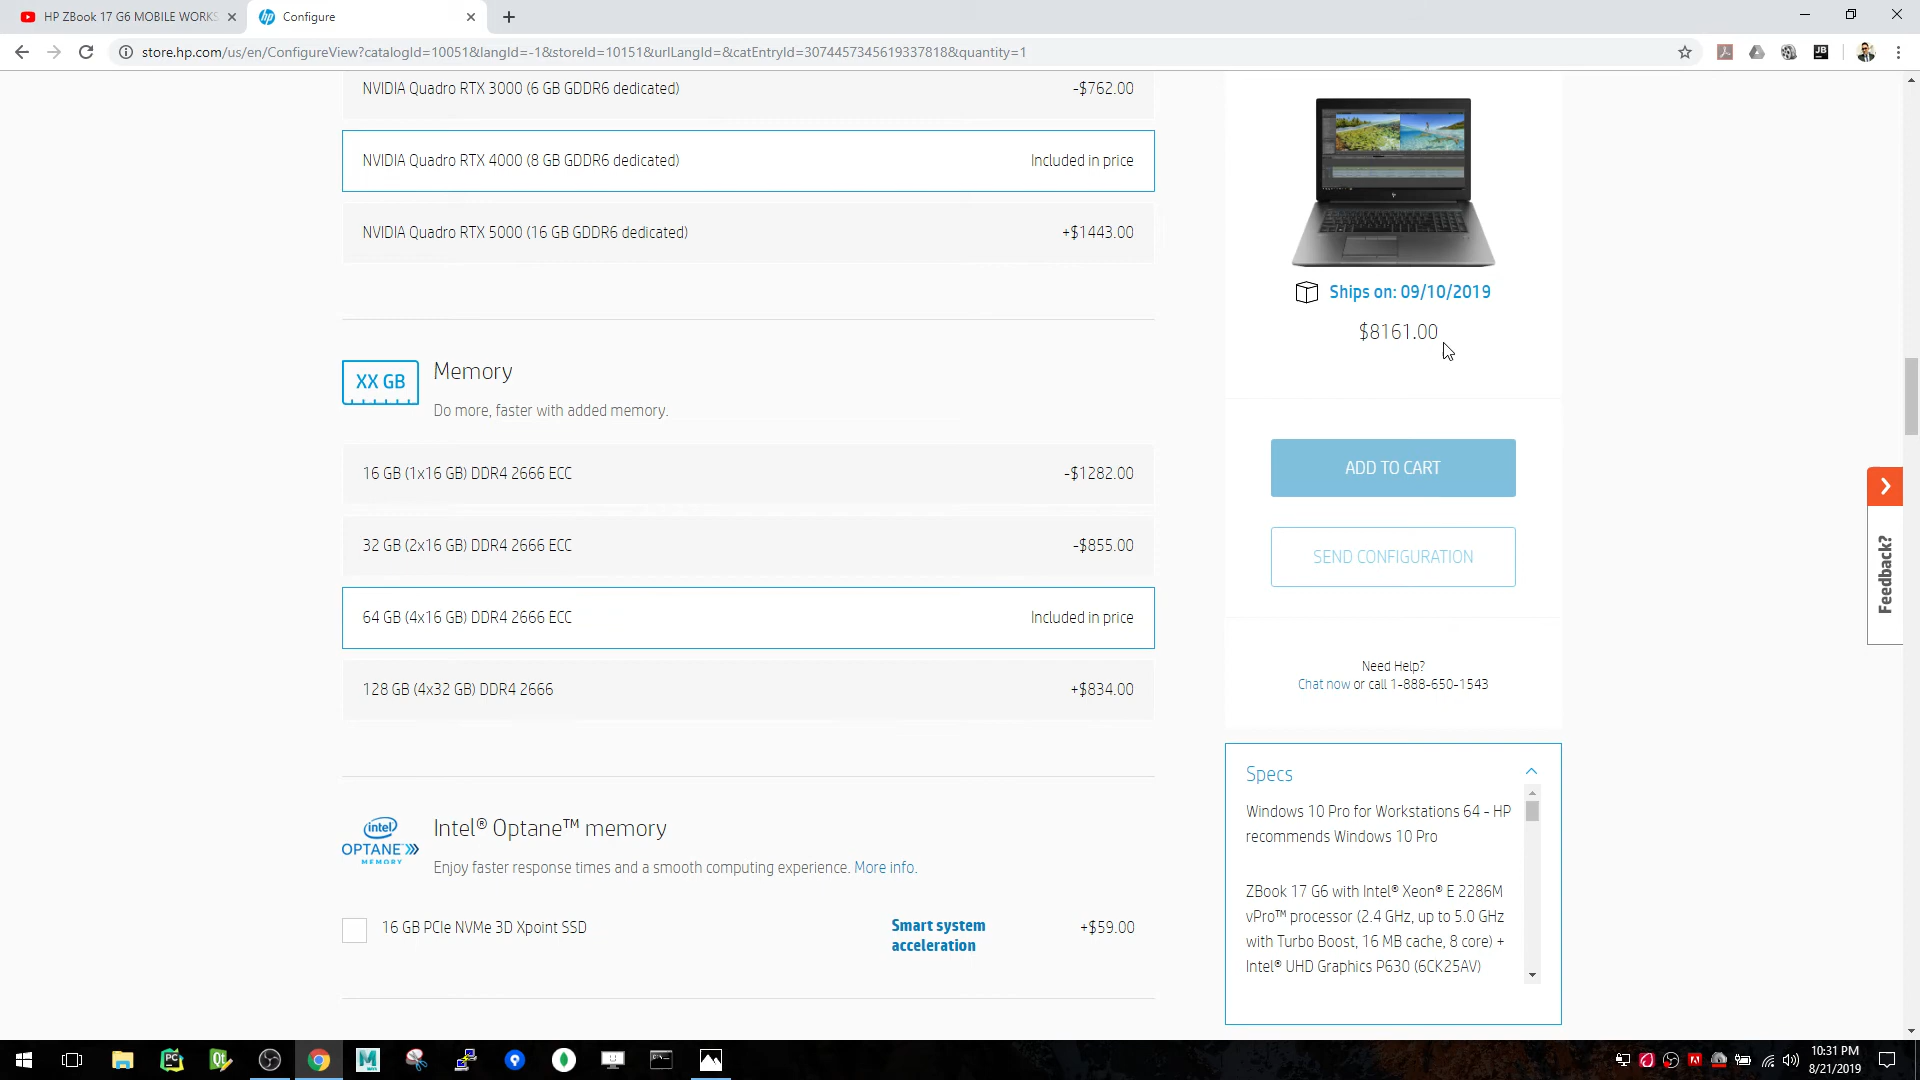 HP ZBook 17 G6 MOBILE WORKS
Configure
store.hp.com/us/en/ConfigureView?catalogId=10051&langId=-1&storeId=10151&urlLangId=&catEntryId=3074457345619337818&quantity=1
NVIDIA Quadro RTX 3000 (6 GB GDDR6 dedicated) -$762.00
NVIDIA Quadro RTX 4000 (8 GB GDDR6 dedicated) Included in price
NVIDIA Quadro RTX 5000 (16 GB GDDR6 dedicated) +$1443.00
XX GB
Memory
Do more, faster with added memory.
16 GB (1x16 GB) DDR4 2666 ECC -$1282.00
32 GB (2x16 GB) DDR4 2666 ECC -$855.00
64 GB (4x16 GB) DDR4 2666 ECC Included in price
128 GB (4x32 GB) DDR4 2666 +$834.00
intel
OPTANE
MEMORY
Intel® Optane™ memory
Enjoy faster response times and a smooth computing experience. More info.
16 GB PCIe NVMe 3D Xpoint SSD
Smart system
acceleration
+$59.00
Ships on: 09/10/2019
$8161.00
ADD TO CART
SEND CONFIGURATION
Need Help?
Chat now or call 1-888-650-1543
Specs
Windows 10 Pro for Workstations 64 - HP
recommends Windows 10 Pro
ZBook 17 G6 with Intel® Xeon® E 2286M
vPro™ processor (2.4 GHz, up to 5.0 GHz
with Turbo Boost, 16 MB cache, 8 core) +
Intel® UHD Graphics P630 (6CK25AV)
Feedback?
10:31 PM
8/21/2019